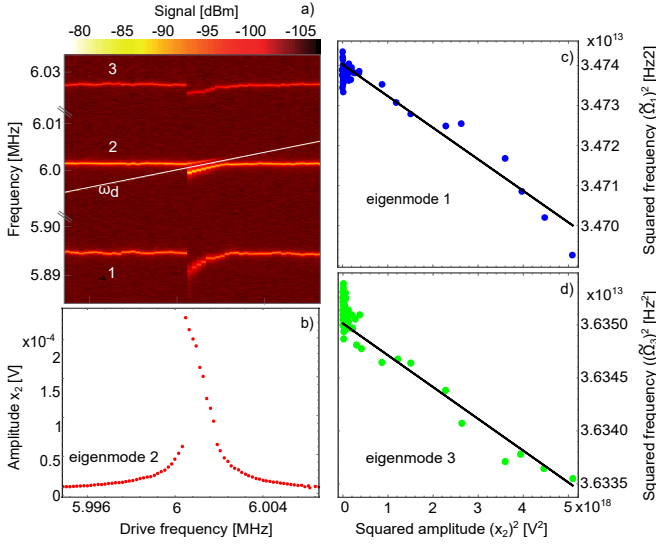 Signal [dBm]
a)
-80
-85
-90
-95
-100
-105
6.03
6.01
6.0
5.90
5.89
Frequency [MHz]
3
2
ω_d
1
b)
x10^-4
2
1.5
1
0.5
0
Amplitude x_2 [V]
eigenmode 2
5.996
6
6.004
Drive frequency [MHz]
c)
x10^13
3.474
3.473
3.472
3.471
3.470
Squared frequency (Ω̃_1)^2 [Hz2]
eigenmode 1
d)
x10^13
3.6350
3.6345
3.6340
3.6335
Squared frequency ((Ω̃_3)^2 [Hz^2]
eigenmode 3
0
1
2
3
4
5
x10^18
Squared amplitude (x_2)^2 [V^2]